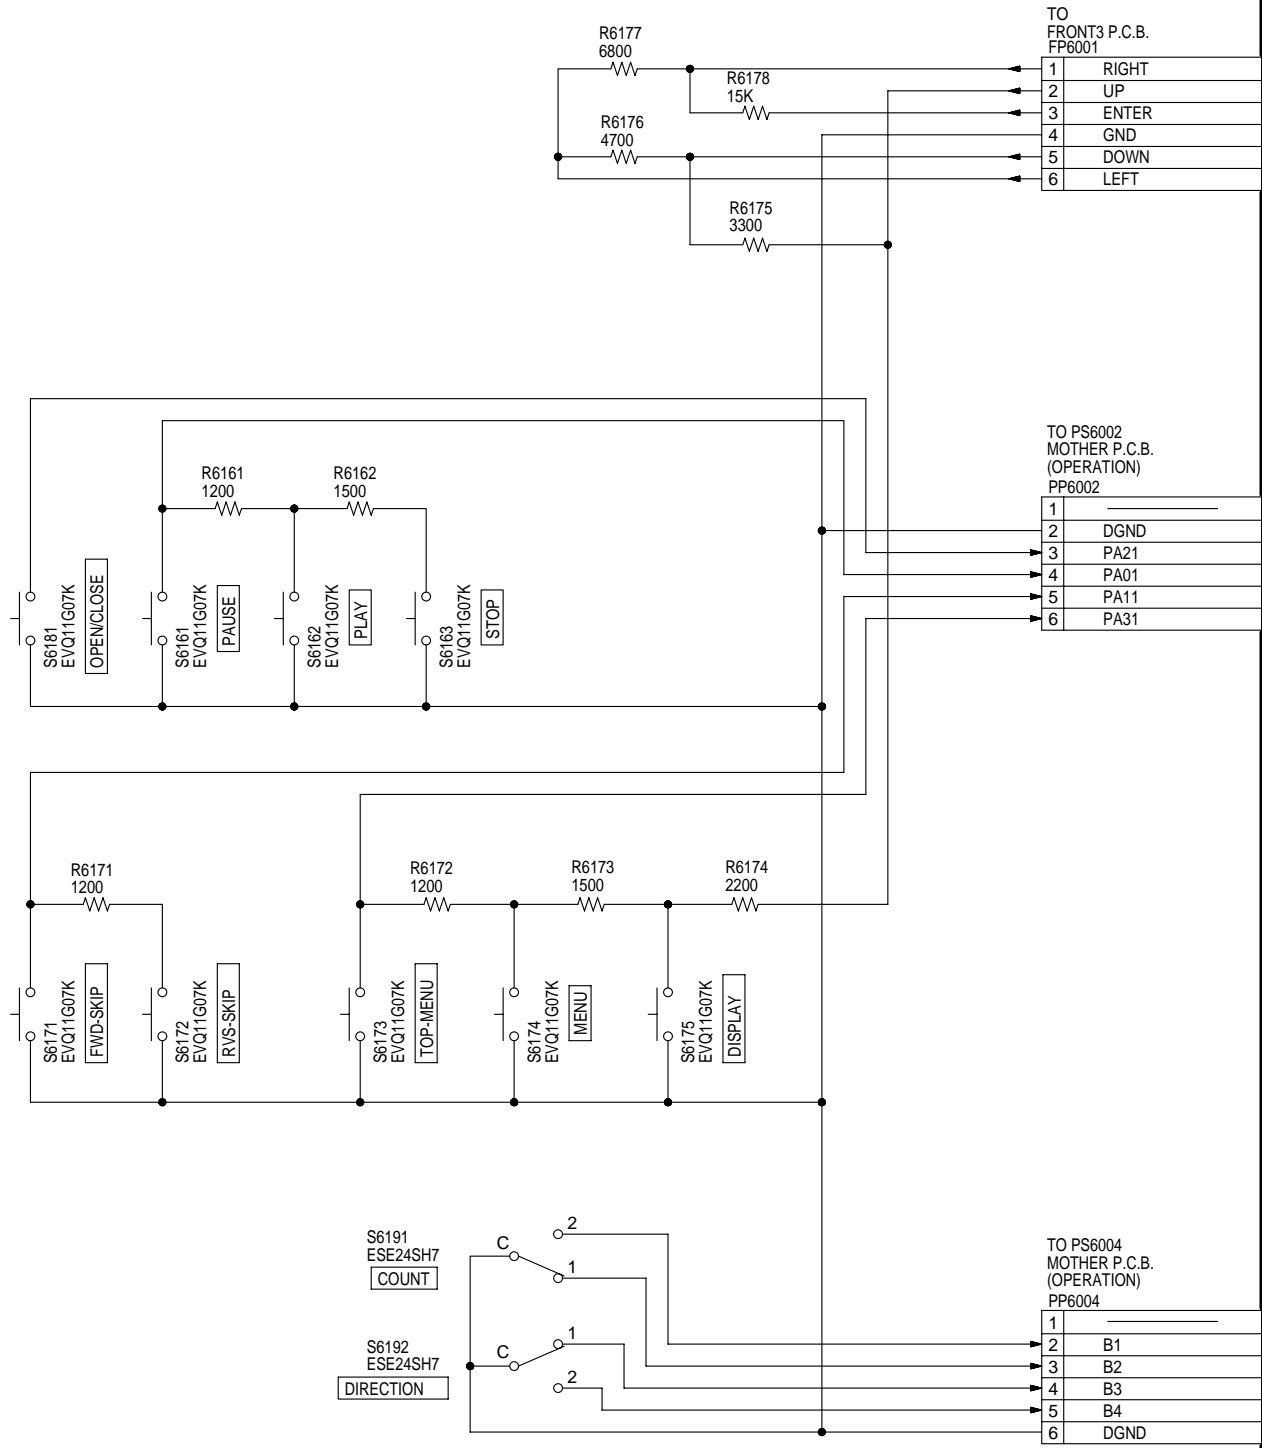 TO
FRONT3 P.C.B.
FP6001
1 RIGHT
2 UP
3 ENTER
4 GND
5 DOWN
6 LEFT
R6177
6800
R6178
15K
R6176
4700
R6175
3300
TO PS6002
MOTHER P.C.B.
(OPERATION)
PP6002
1
2 DGND
3 PA21
4 PA01
5 PA11
6 PA31
R6161
1200
R6162
1500
S6181
EVQ11G07K
OPEN/CLOSE
S6161
EVQ11G07K
PAUSE
S6162
EVQ11G07K
PLAY
S6163
EVQ11G07K
STOP
R6171
1200
R6172
1200
R6173
1500
R6174
2200
S6171
EVQ11G07K
FWD-SKIP
S6172
EVQ11G07K
RVS-SKIP
S6173
EVQ11G07K
TOP-MENU
S6174
EVQ11G07K
MENU
S6175
EVQ11G07K
DISPLAY
S6191
ESE24SH7
COUNT
C
2
1
S6192
ESE24SH7
DIRECTION
C
1
2
TO PS6004
MOTHER P.C.B.
(OPERATION)
PP6004
1
2 B1
3 B2
4 B3
5 B4
6 DGND